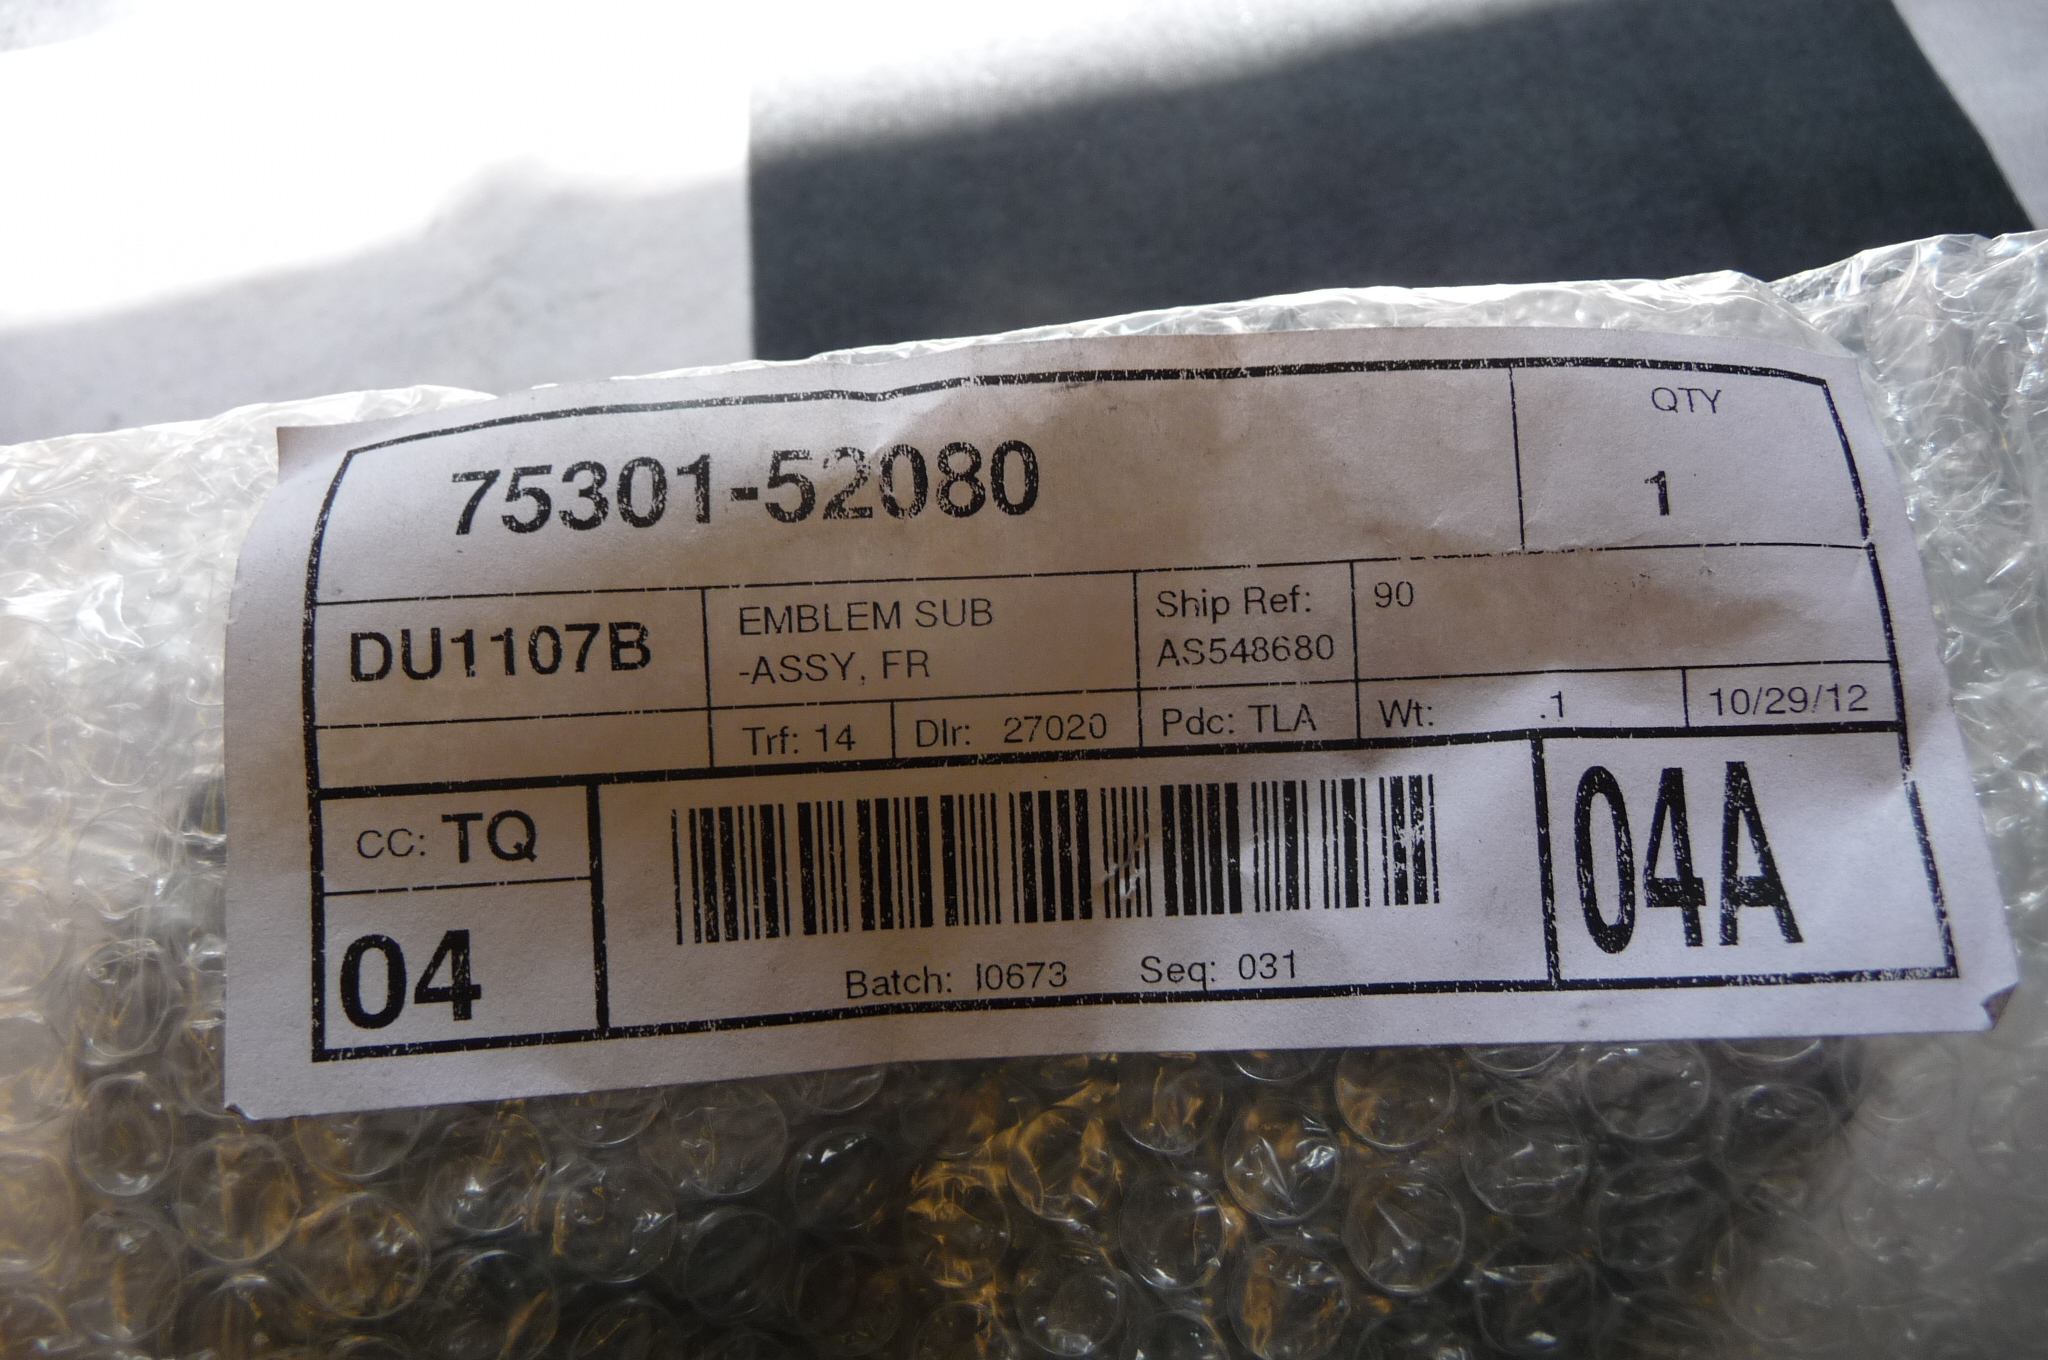 75301-52080
QTY
1
DU1107B
EMBLEM SUB
-ASSY, FR
Ship Ref:
AS548680
90
Trf: 14
Dlr: 27020
Pdc: TLA
Wt: .1
10/29/12
CC: TQ
04
Batch: I0673 Seq: 031
04A